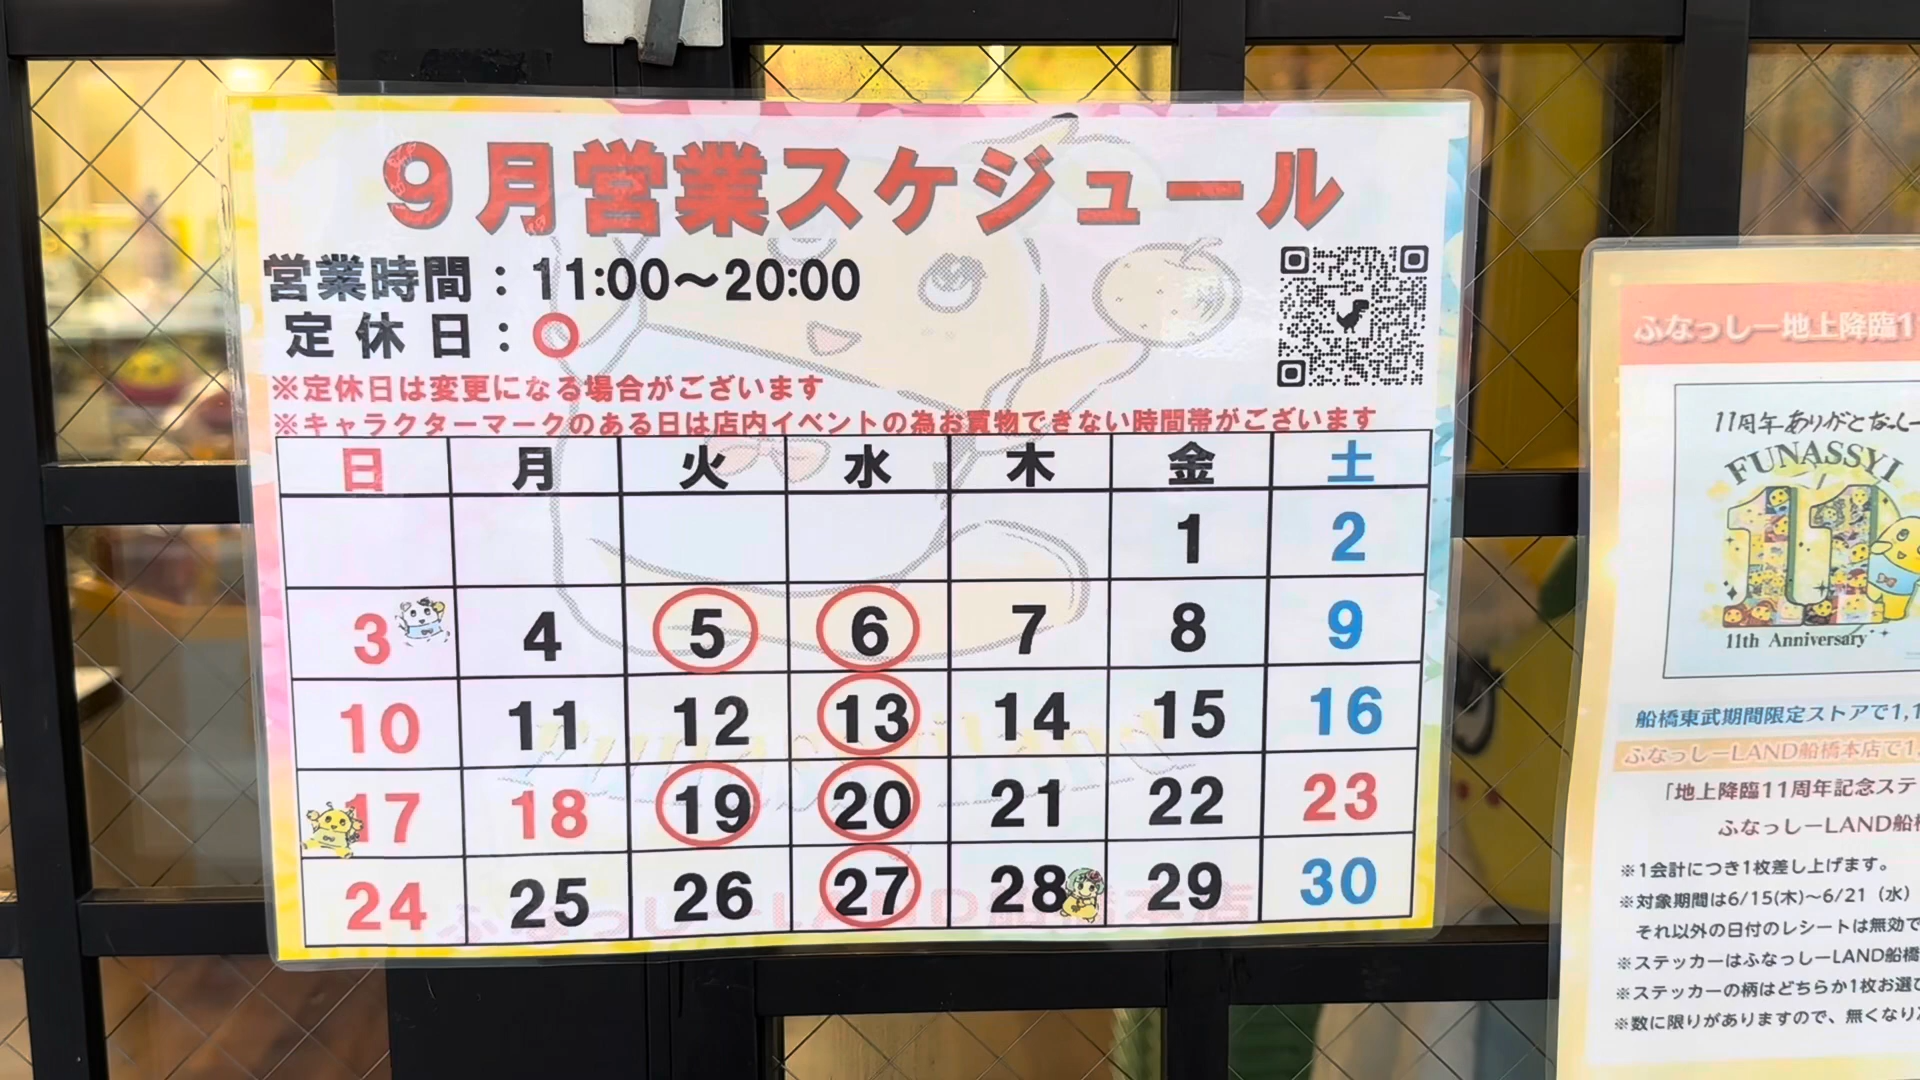 9月営業スケジュール
営業時間：11:00～20:00
定休日：○
※定休日は変更になる場合がございます
※キャラクターマークのある日は店内イベントの為お買物できない時間帯がございます
日 月 火 水 木 金 土
1 2
3 4 5 6 7 8 9
10 11 12 13 14 15 16
17 18 19 20 21 22 23
24 25 26 27 28 29 30
ふなっしーLAND船橋本店
ふなっしー地上降臨1
11周年ありがとなっしー
FUNASSYI
11
11th Anniversary
船橋東武期間限定ストアで1,1
ふなっしーLAND船橋本店で1
「地上降臨11周年記念ステ
ふなっしーLAND船
※1会計につき1枚差し上げます。
※対象期間は6/15(木)～6/21（水）
それ以外の日付のレシートは無効で
※ステッカーはふなっしーLAND船橋
※ステッカーの柄はどちらか1枚お選び
※数に限りがありますので、無くなり